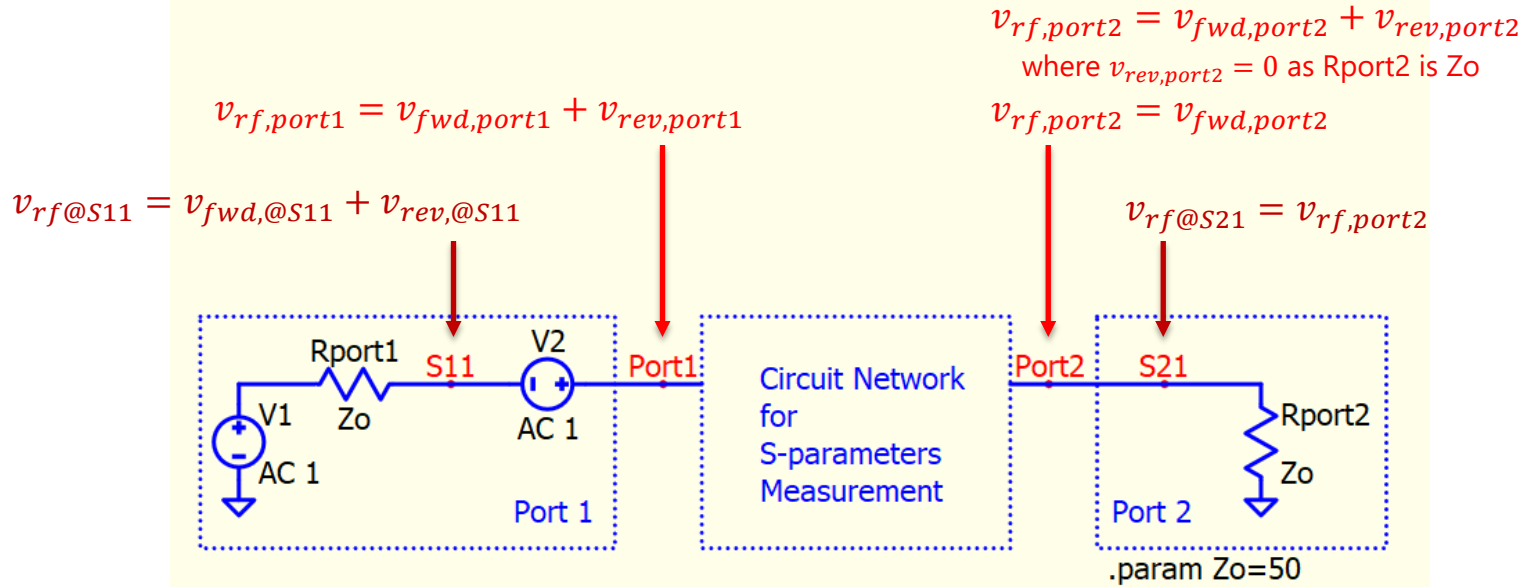 v_{rf,port2} = v_{fwd,port2} + v_{rev,port2}
where v_{rev,port2} = 0 as Rport2 is Zo
v_{rf,port1} = v_{fwd,port1} + v_{rev,port1}
v_{rf,port2} = v_{fwd,port2}
v_{rf@S11} = v_{fwd,@S11} + v_{rev,@S11}
v_{rf@S21} = v_{rf,port2}
Rport1
Zo
S11
V2
AC 1
Port1
V1
AC 1
Port 1
Circuit Network
for
S-parameters
Measurement
Port2
S21
Rport2
Zo
Port 2
.param Zo=50